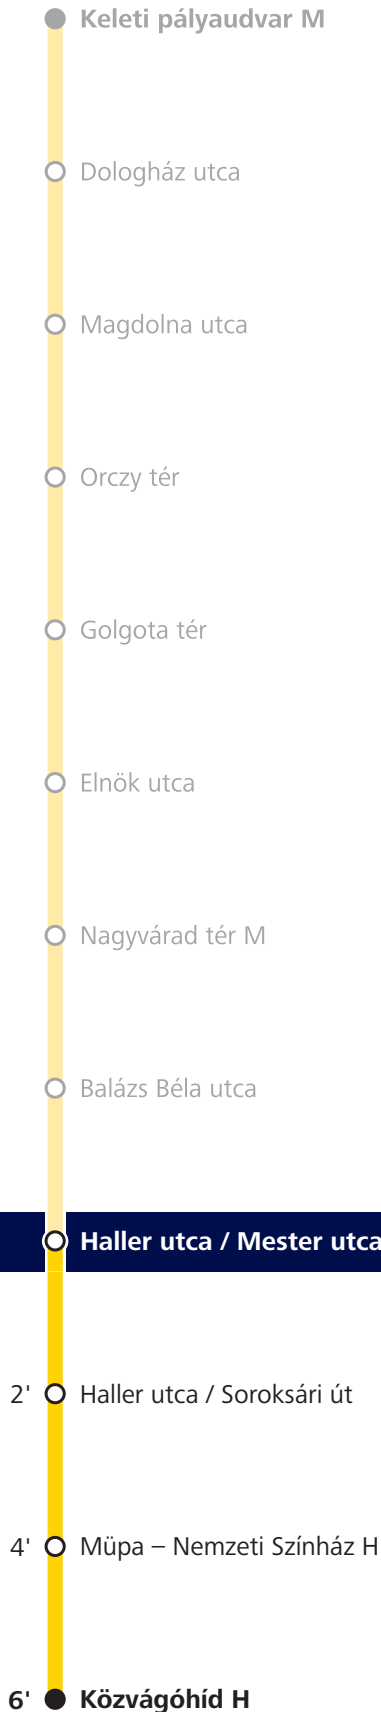 Keleti pályaudvar M
Dologház utca
Magdolna utca
Orczy tér
Golgota tér
Elnök utca
Nagyvárad tér M
Balázs Béla utca
Haller utca / Mester utca
2' Haller utca / Soroksári út
4' Müpa – Nemzeti Színház H
6' Közvágóhíd H